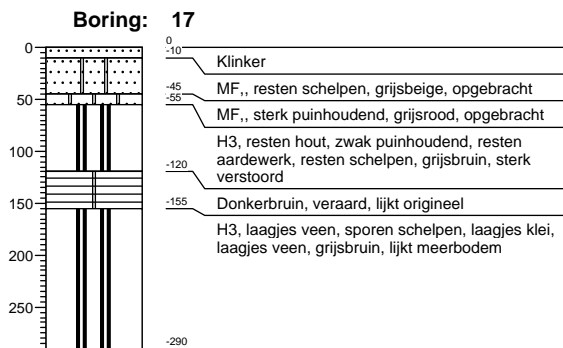 Boring: 17
0
50
100
150
200
250
0
-10
-45
-55
-120
-155
-290
Klinker
MF,, resten schelpen, grijsbeige, opgebracht
MF,, sterk puinhoudend, grijsrood, opgebracht
H3, resten hout, zwak puinhoudend, resten
aardewerk, resten schelpen, grijsbruin, sterk
verstoord
Donkerbruin, veraard, lijkt origineel
H3, laagjes veen, sporen schelpen, laagjes klei,
laagjes veen, grijsbruin, lijkt meerbodem